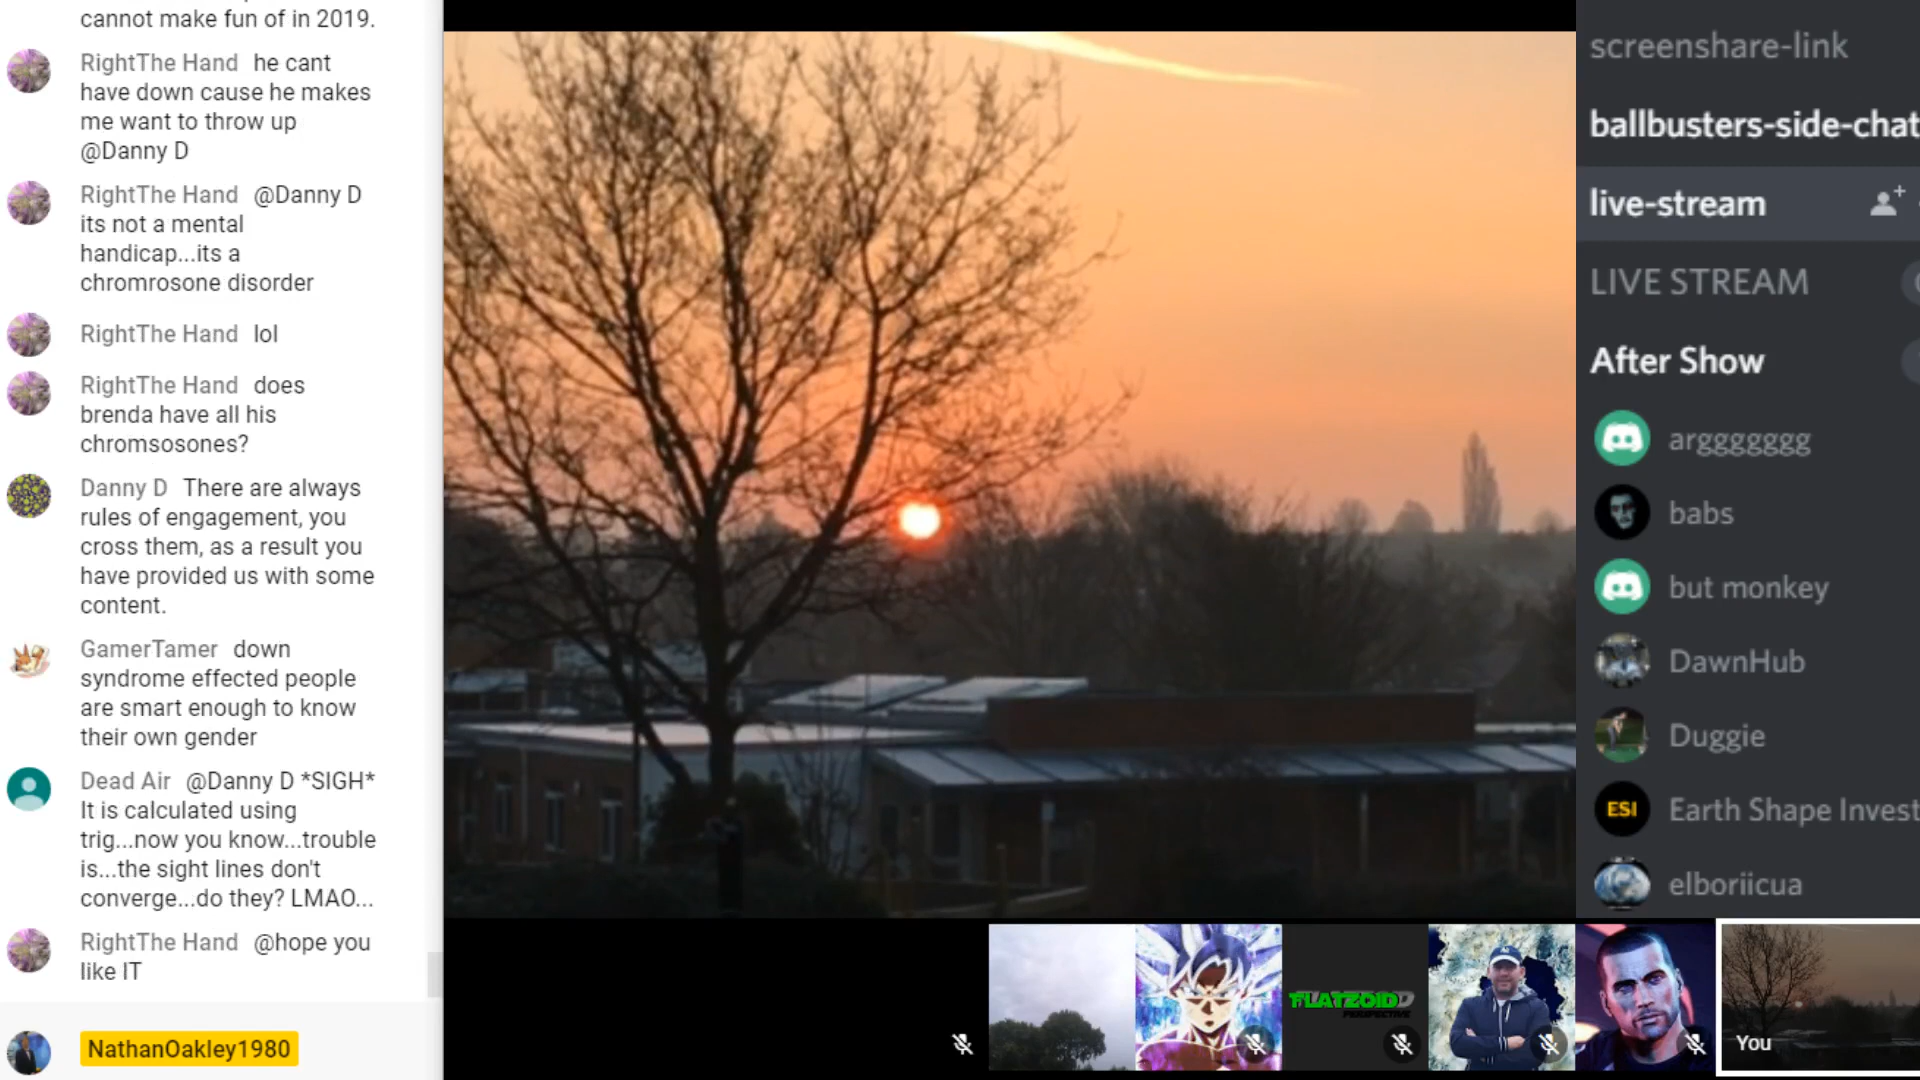 cannot make fun of in 2019.
RightThe Hand he cant
have down cause he makes
me want to throw up
@Danny D
RightThe Hand @Danny D
its not a mental
handicap...its a
chromrosone disorder
RightThe Hand lol
RightThe Hand does
brenda have all his
chromsosones?
Danny D There are always
rules of engagement, you
cross them, as a result you
have provided us with some
content.
GamerTamer down
syndrome effected people
are smart enough to know
their own gender
Dead Air @Danny D *SIGH*
It is calculated using
trig...now you know...trouble
is...the sight lines don't
converge...do they? LMAO...
RightThe Hand @hope you
like IT
NathanOakley1980
FLATZOID
PERSPECTIVE
You
screenshare-link
ballbusters-side-chat
live-stream
LIVE STREAM
After Show
arggggggg
babs
but monkey
DawnHub
Duggie
ESI
Earth Shape Invest
elboriicua